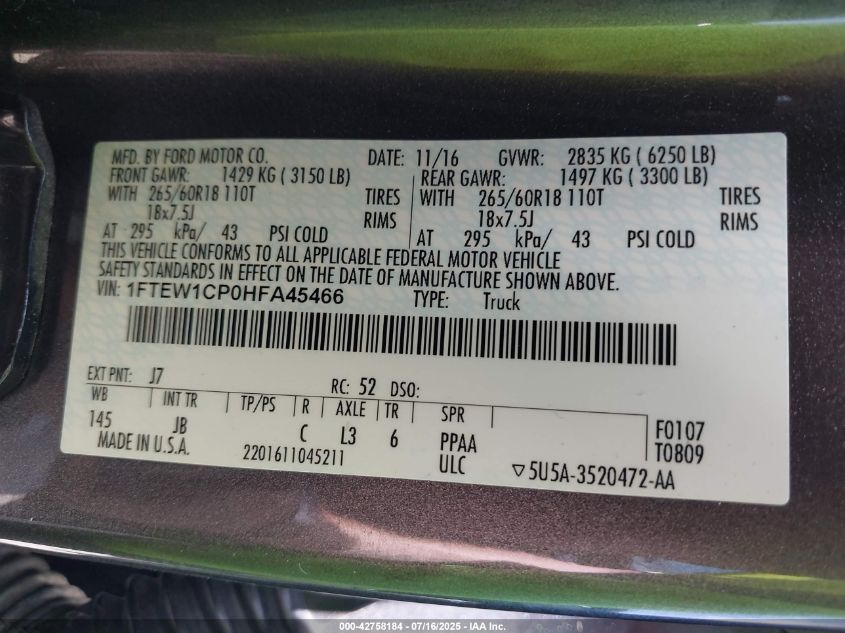 MFD. BY FORD MOTOR CO. DATE: 11/16 GVWR: 2835 KG ( 6250 LB)
FRONT GAWR: 1429 KG ( 3150 LB) REAR GAWR: 1497 KG ( 3300 LB)
WITH 265/60R18 110T TIRES WITH 265/60R18 110T TIRES
18x7.5J RIMS 18x7.5J RIMS
AT 295 kPa/ 43 PSI COLD AT 295 kPa/ 43 PSI COLD
THIS VEHICLE CONFORMS TO ALL APPLICABLE FEDERAL MOTOR VEHICLE
SAFETY STANDARDS IN EFFECT ON THE DATE OF MANUFACTURE SHOWN ABOVE.
VIN: 1FTEW1CP0HFA45466 TYPE: Truck
EXT PNT: J7 RC: 52 DSO:
WB INT TR TP/PS R AXLE TR SPR
145 JB C L3 6 PPAA F0107
MADE IN U.S.A. 2201611045211 ULC T0809
▽5U5A-3520472-AA
000-42758184 - 07/16/2025 - IAA Inc.